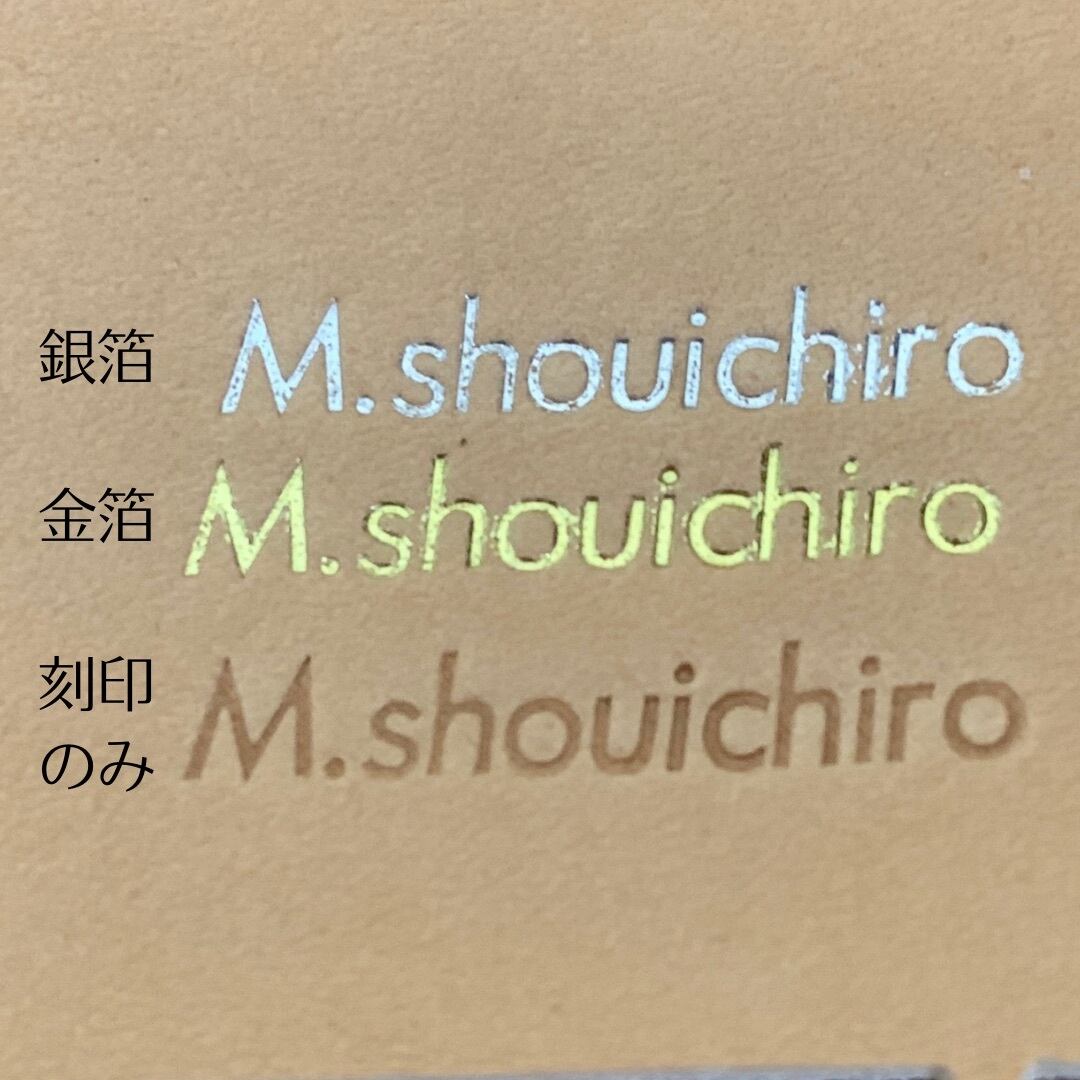 銀箔 M.shouichiro
金箔 M.shouichiro
刻印
のみ M.shouichiro